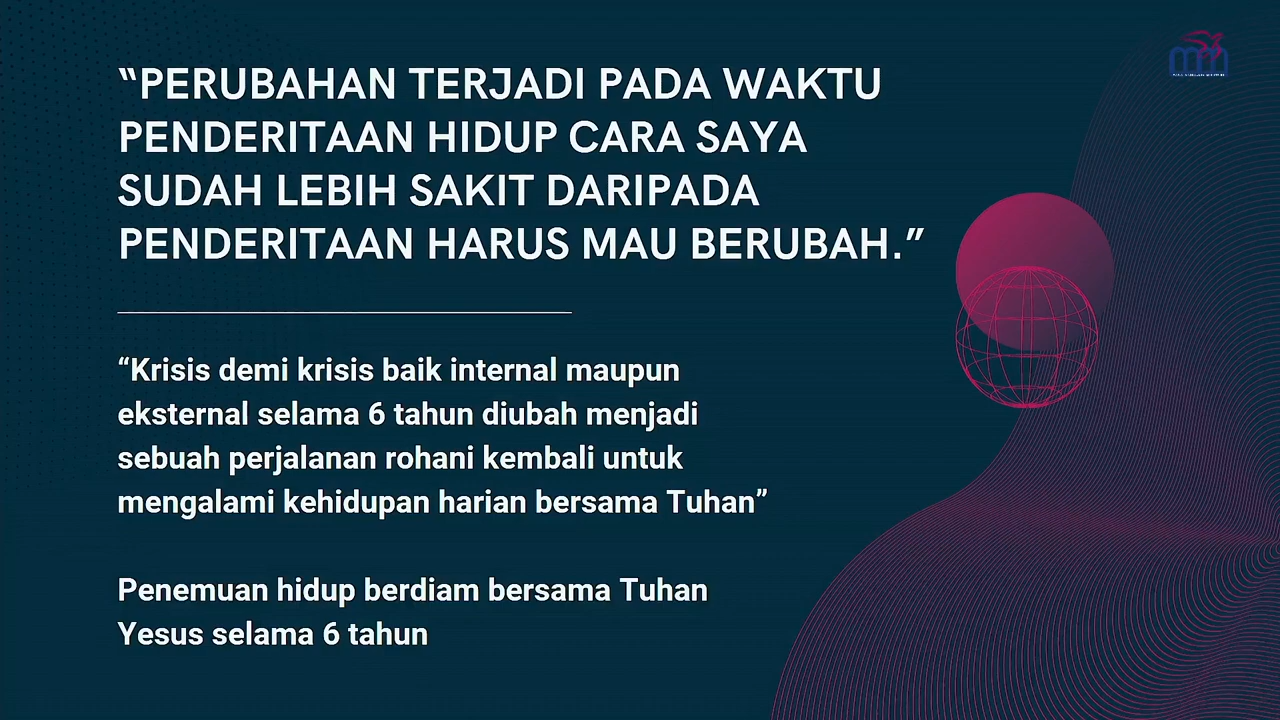 “PERUBAHAN TERJADI PADA WAKTU
PENDERITAAN HIDUP CARA SAYA
SUDAH LEBIH SAKIT DARIPADA
PENDERITAAN HARUS MAU BERUBAH.”
“Krisis demi krisis baik internal maupun
eksternal selama 6 tahun diubah menjadi
sebuah perjalanan rohani kembali untuk
mengalami kehidupan harian bersama Tuhan”
Penemuan hidup berdiam bersama Tuhan
Yesus selama 6 tahun